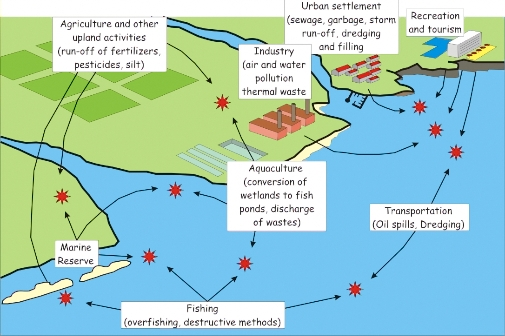 Agriculture and other
upland activities
(run-off of fertilizers,
pesticides, silt)
Urban settlement
(sewage, garbage, storm
run-off, dredging
and filling
Recreation
and tourism
Industry
(air and water
pollution
thermal waste
Aquaculture
(conversion of
wetlands to fish
ponds, discharge
of wastes)
Transportation
(Oil spills, Dredging)
Marine
Reserve
Fishing
(overfishing, destructive methods)